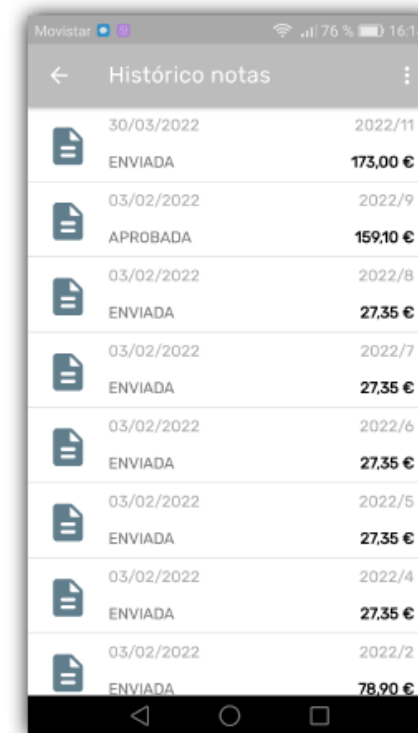 Movistar 76 % 16:14
Histórico notas
30/03/2022 2022/11
ENVIADA 173,00 €
03/02/2022 2022/9
APROBADA 159,10 €
03/02/2022 2022/8
ENVIADA 27,35 €
03/02/2022 2022/7
ENVIADA 27,35 €
03/02/2022 2022/6
ENVIADA 27,35 €
03/02/2022 2022/5
ENVIADA 27,35 €
03/02/2022 2022/4
ENVIADA 27,35 €
03/02/2022 2022/2
ENVIADA 78,90 €